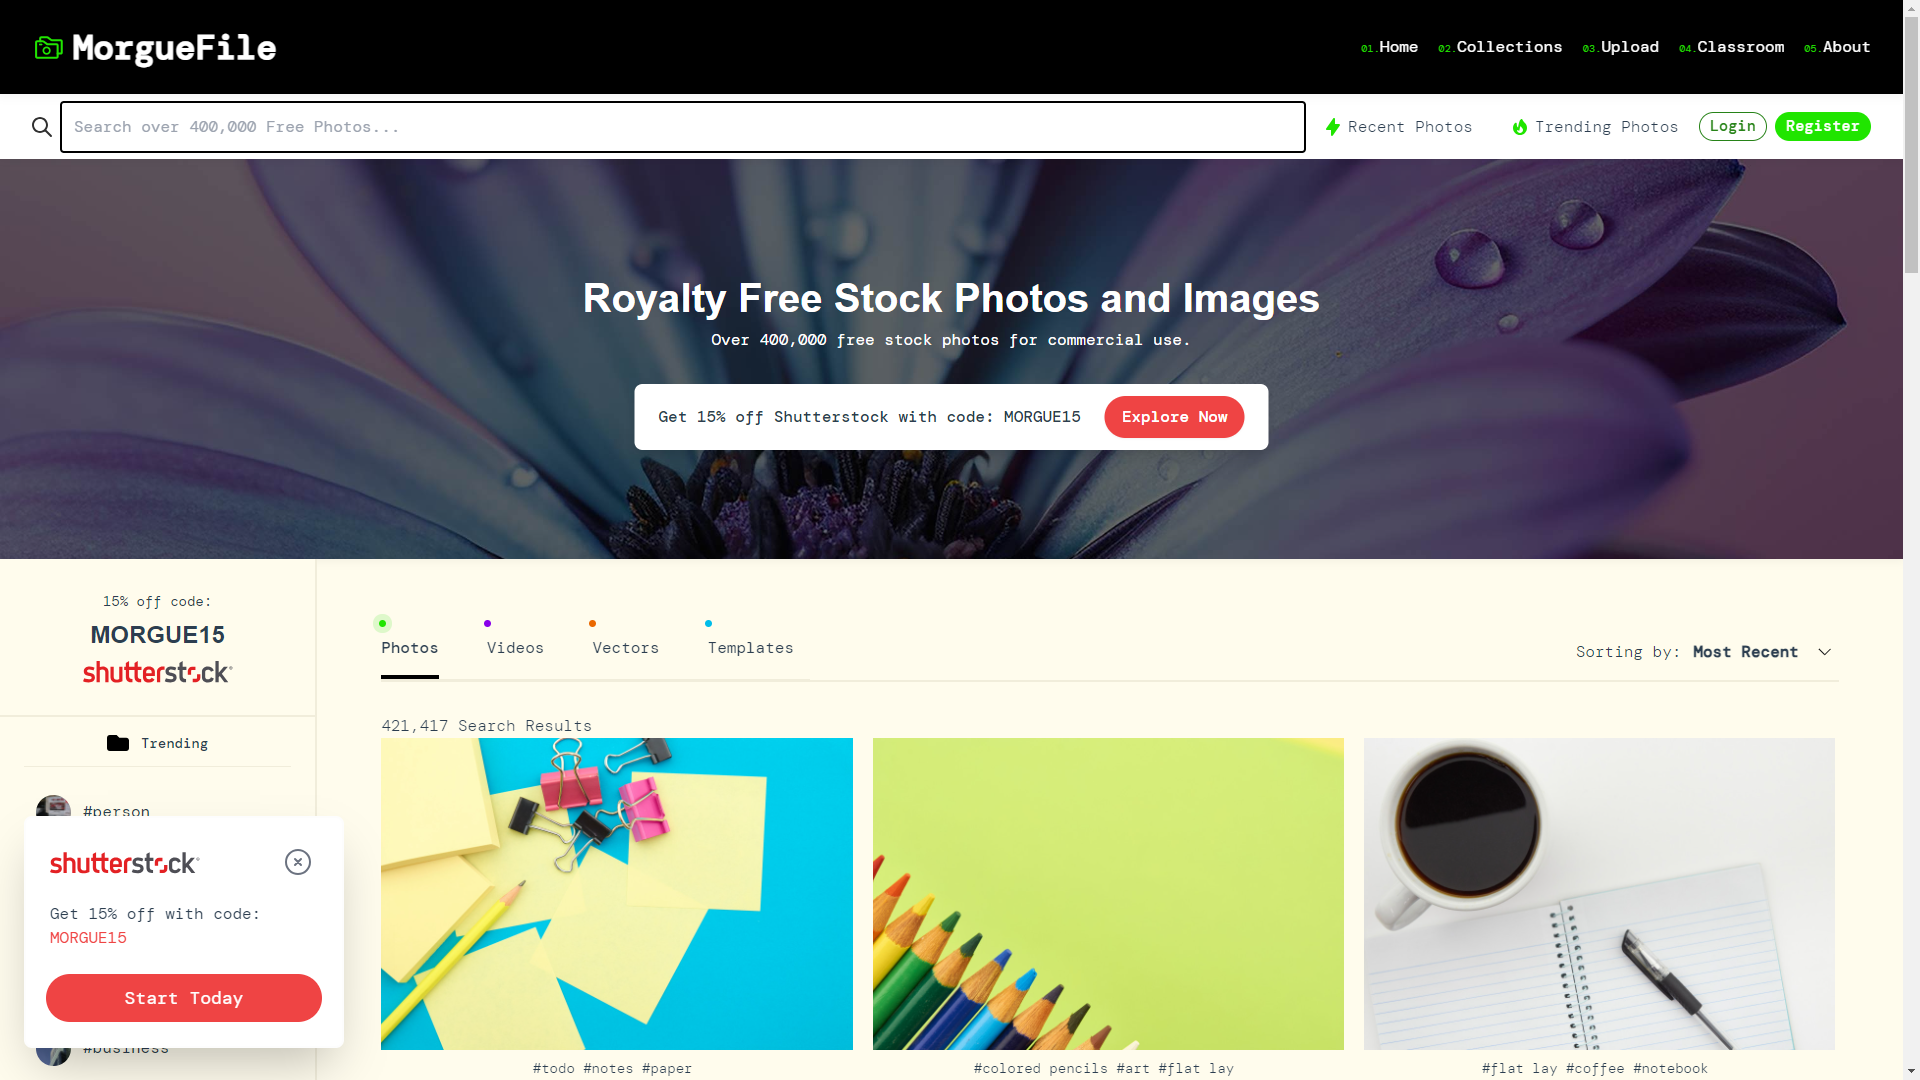 MorgueFile
01.Home
03.Collections
03.Upload
04.Classroom
05.About
Search over 400,000 Free Photos...
Recent Photos
Trending Photos
Login
Register
Royalty Free Stock Photos and Images
Over 400,000 free stock photos for commercial use.
Get 15% off Shutterstock with code: MORGUE15
Explore Now
15% off code:
MORGUE15
shutterstock
Trending
#person
shutterstock
Get 15% off with code:
MORGUE15
Start Today
#business
Photos
Videos
Vectors
Templates
Sorting by: Most Recent
421,417 Search Results
#todo #notes #paper
#colored pencils #art #flat lay
#flat lay #coffee #notebook